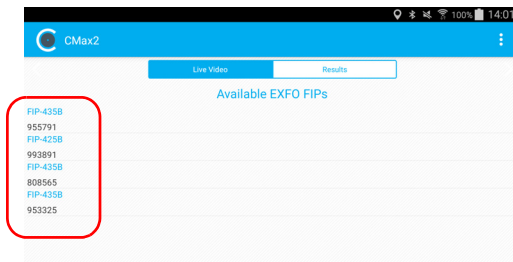 100% 14:01
CMax2
Live Video Results
Available EXFO FIPs
FIP-435B
955791
FIP-425B
993891
FIP-435B
808565
FIP-435B
953325